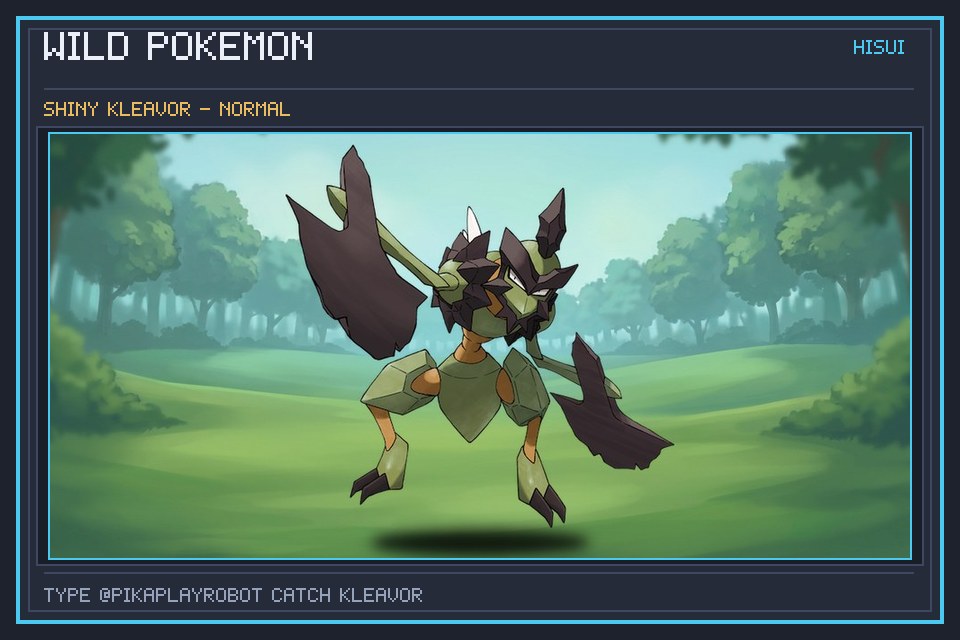 WILD POKEMON
HISUI
SHINY KLEAVOR - NORMAL
TYPE @PIKAPLAYROBOT CATCH KLEAVOR